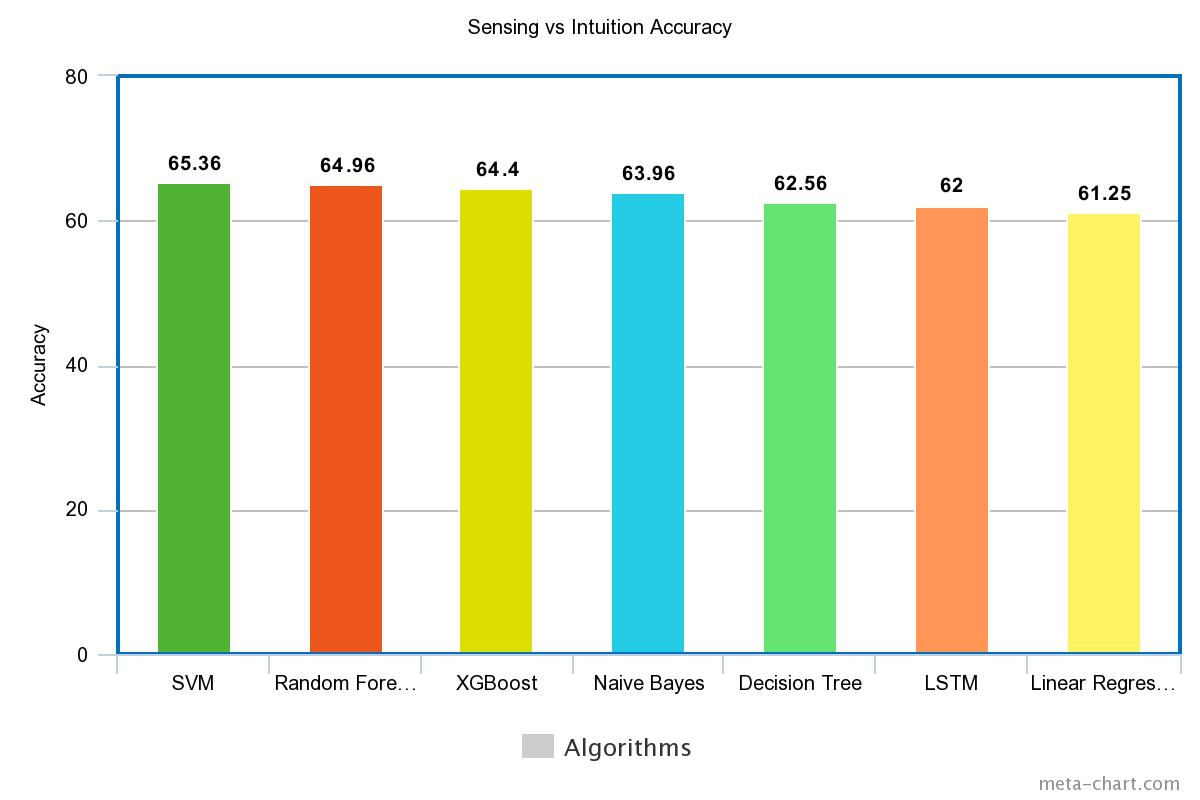 Sensing vs Intuition Accuracy
80
60
40
20
0
Accuracy
65.36
64.96
64.4
63.96
62.56
62
61.25
SVM
Random Fore…
XGBoost
Naive Bayes
Decision Tree
LSTM
Linear Regres…
Algorithms
meta-chart.com